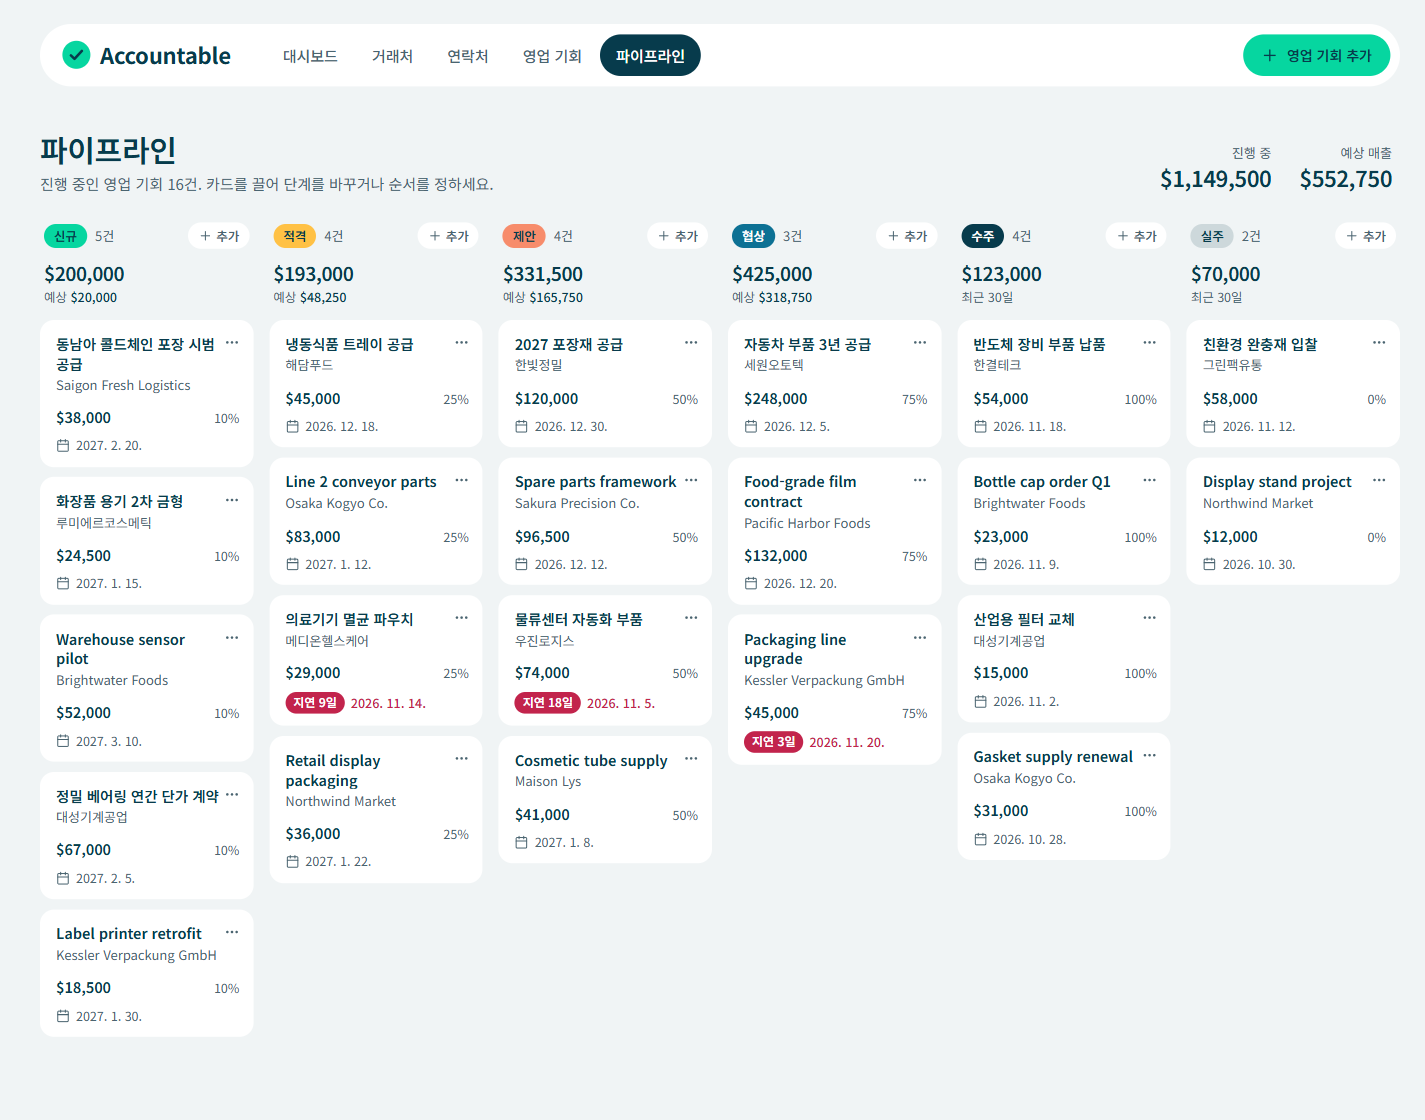 Accountable
대시보드
거래처
연락처
영업 기회
파이프라인
영업 기회 추가
파이프라인
진행 중인 영업 기회 16건. 카드를 끌어 단계를 바꾸거나 순서를 정하세요.
진행 중
$1,149,500
예상 매출
$552,750
신규 5건
추가
$200,000
예상 $20,000
동남아 콜드체인 포장 시범
공급
Saigon Fresh Logistics
$38,000 10%
2027. 2. 20.
화장품 용기 2차 금형
루미에르코스메틱
$24,500 10%
2027. 1. 15.
Warehouse sensor
pilot
Brightwater Foods
$52,000 10%
2027. 3. 10.
정밀 베어링 연간 단가 계약
대성기계공업
$67,000 10%
2027. 2. 5.
Label printer retrofit
Kessler Verpackung GmbH
$18,500 10%
2027. 1. 30.
적격 4건
추가
$193,000
예상 $48,250
냉동식품 트레이 공급
해담푸드
$45,000 25%
2026. 12. 18.
Line 2 conveyor parts
Osaka Kogyo Co.
$83,000 25%
2027. 1. 12.
의료기기 멸균 파우치
메디온헬스케어
$29,000 25%
지연 9일 2026. 11. 14.
Retail display
packaging
Northwind Market
$36,000 25%
2027. 1. 22.
제안 4건
추가
$331,500
예상 $165,750
2027 포장재 공급
한빛정밀
$120,000 50%
2026. 12. 30.
Spare parts framework
Sakura Precision Co.
$96,500 50%
2026. 12. 12.
물류센터 자동화 부품
우진로지스
$74,000 50%
지연 18일 2026. 11. 5.
Cosmetic tube supply
Maison Lys
$41,000 50%
2027. 1. 8.
협상 3건
추가
$425,000
예상 $318,750
자동차 부품 3년 공급
세원오토텍
$248,000 75%
2026. 12. 5.
Food-grade film
contract
Pacific Harbor Foods
$132,000 75%
2026. 12. 20.
Packaging line
upgrade
Kessler Verpackung GmbH
$45,000 75%
지연 3일 2026. 11. 20.
수주 4건
추가
$123,000
최근 30일
반도체 장비 부품 납품
한결테크
$54,000 100%
2026. 11. 18.
Bottle cap order Q1
Brightwater Foods
$23,000 100%
2026. 11. 9.
산업용 필터 교체
대성기계공업
$15,000 100%
2026. 11. 2.
Gasket supply renewal
Osaka Kogyo Co.
$31,000 100%
2026. 10. 28.
실주 2건
추가
$70,000
최근 30일
친환경 완충재 입찰
그린팩유통
$58,000 0%
2026. 11. 12.
Display stand project
Northwind Market
$12,000 0%
2026. 10. 30.